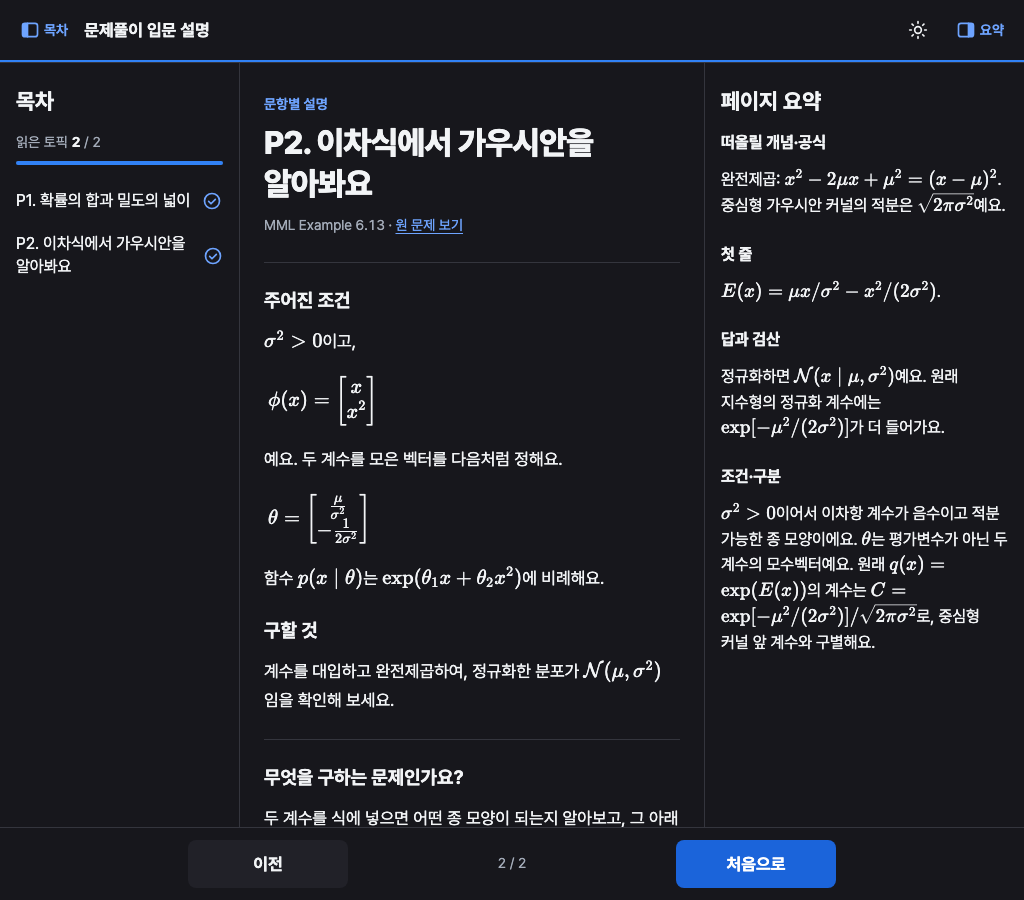 목차
문제풀이 입문 설명
요약
목차
읽은 토픽 2 / 2
P1. 확률의 합과 밀도의 넓이
P2. 이차식에서 가우시안을
알아봐요
문항별 설명
P2. 이차식에서 가우시안을
알아봐요
MML Example 6.13 · 원 문제 보기
주어진 조건
σ² > 0이고,
ϕ(x) = [x
x²]
예요. 두 계수를 모은 벡터를 다음처럼 정해요.
θ = [μ/σ²
−1/2σ²]
함수 p(x ∣ θ)는 exp(θ₁x + θ₂x²)에 비례해요.
구할 것
계수를 대입하고 완전제곱하여, 정규화한 분포가 𝒩(μ, σ²)
임을 확인해 보세요.
무엇을 구하는 문제인가요?
두 계수를 식에 넣으면 어떤 종 모양이 되는지 알아보고, 그 아래
페이지 요약
떠올릴 개념·공식
완전제곱: x² − 2μx + μ² = (x − μ)².
중심형 가우시안 커널의 적분은 √(2πσ²)예요.
첫 줄
E(x) = μx/σ² − x²/(2σ²).
답과 검산
정규화하면 𝒩(x ∣ μ, σ²)예요. 원래
지수형의 정규화 계수에는
exp[−μ²/(2σ²)]가 더 들어가요.
조건·구분
σ² > 0이어서 이차항 계수가 음수이고 적분
가능한 종 모양이에요. θ는 평가변수가 아닌 두
계수의 모수벡터예요. 원래 q(x) =
exp(E(x))의 계수는 C =
exp[−μ²/(2σ²)]/√(2πσ²)로, 중심형
커널 앞 계수와 구별해요.
이전
2 / 2
처음으로